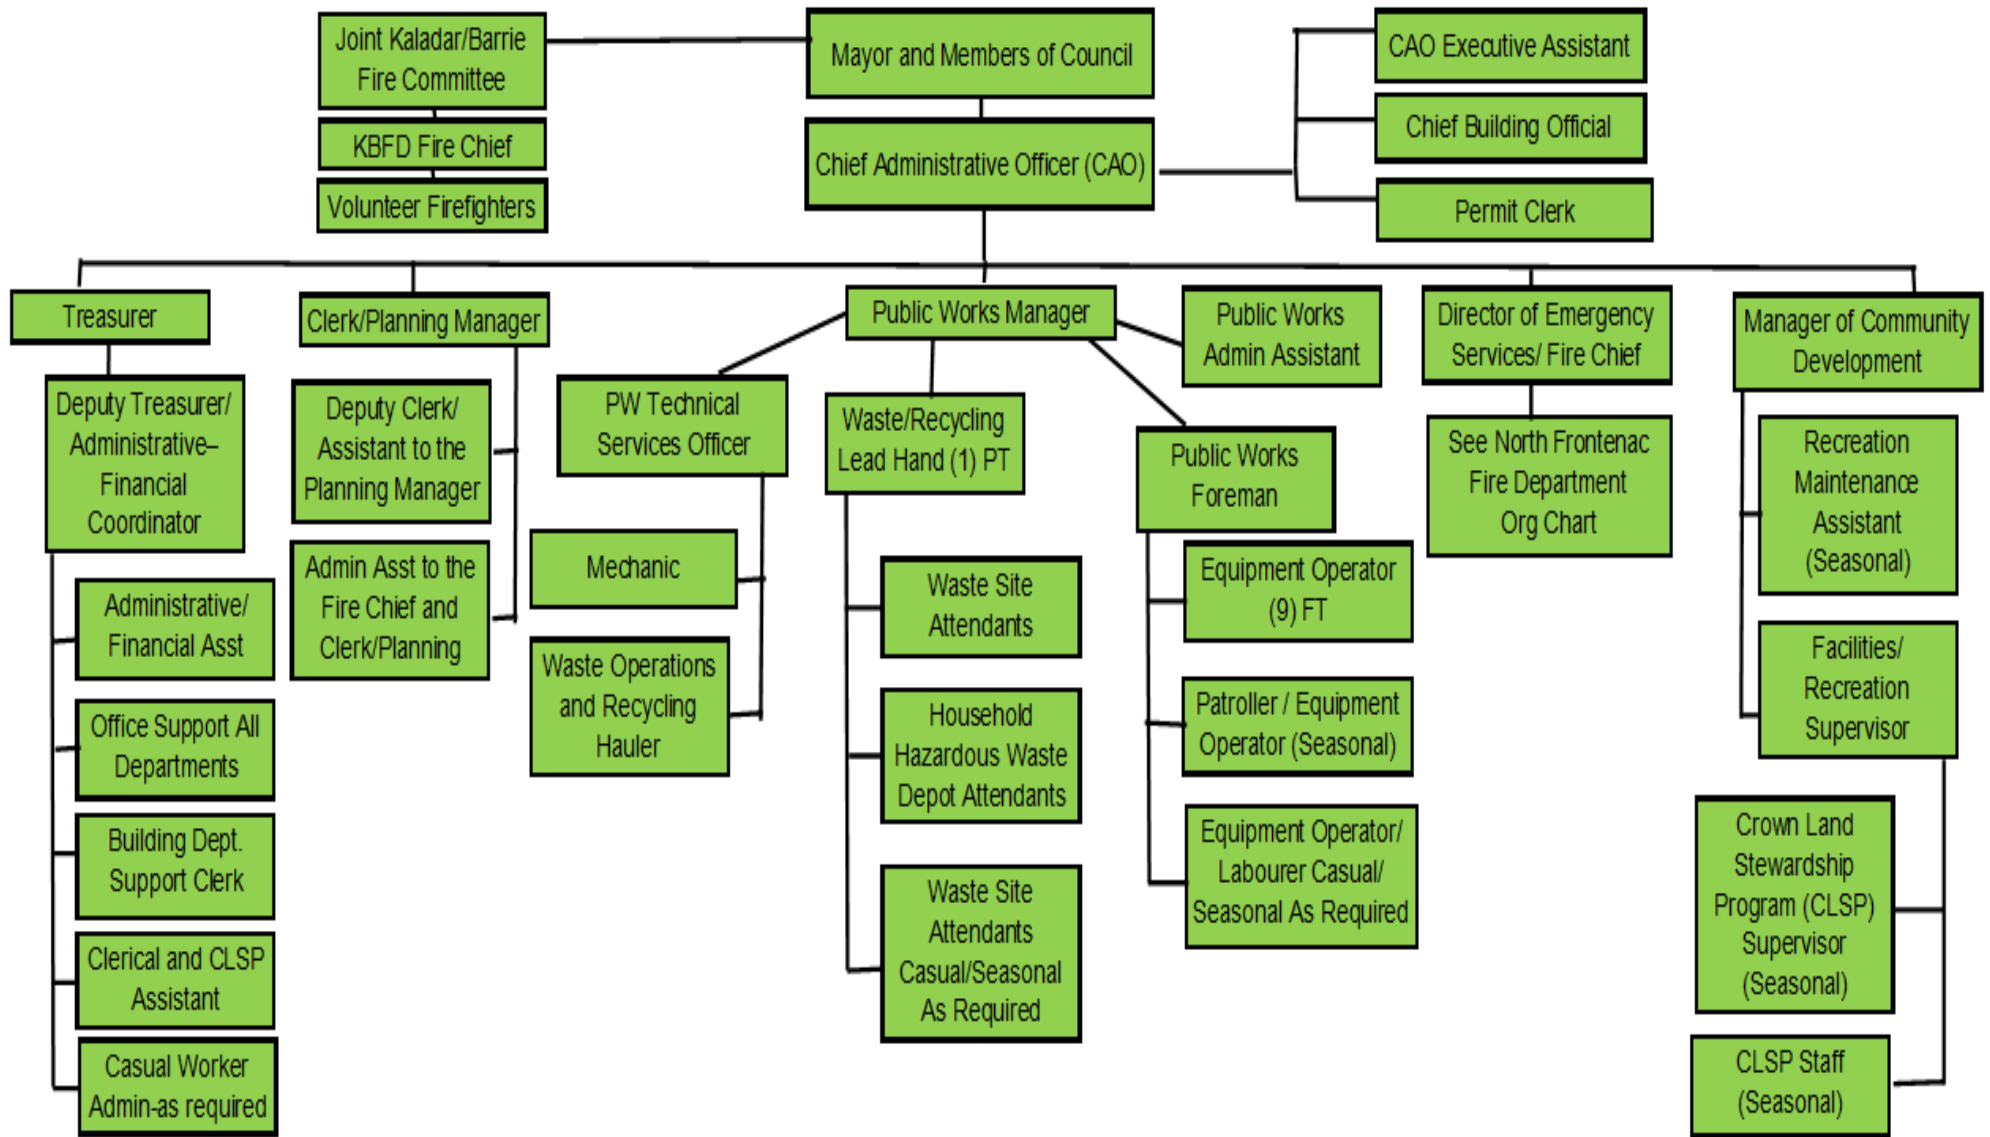 Joint Kaladar/Barrie
Fire Committee
Mayor and Members of Council
CAO Executive Assistant
KBFD Fire Chief
Chief Administrative Officer (CAO)
Chief Building Official
Volunteer Firefighters
Permit Clerk
Treasurer
Clerk/Planning Manager
Public Works Manager
Public Works
Admin Assistant
Director of Emergency
Services/ Fire Chief
Manager of Community
Development
Deputy Treasurer/
Administrative–
Financial
Coordinator
Administrative/
Financial Asst
Office Support All
Departments
Building Dept.
Support Clerk
Clerical and CLSP
Assistant
Casual Worker
Admin-as required
Deputy Clerk/
Assistant to the
Planning Manager
Admin Asst to the
Fire Chief and
Clerk/Planning
PW Technical
Services Officer
Mechanic
Waste Operations
and Recycling
Hauler
Waste/Recycling
Lead Hand (1) PT
Waste Site
Attendants
Household
Hazardous Waste
Depot Attendants
Waste Site
Attendants
Casual/Seasonal
As Required
Public Works
Foreman
Equipment Operator
(9) FT
Patroller / Equipment
Operator (Seasonal)
Equipment Operator/
Labourer Casual/
Seasonal As Required
See North Frontenac
Fire Department
Org Chart
Recreation
Maintenance
Assistant
(Seasonal)
Facilities/
Recreation
Supervisor
Crown Land
Stewardship
Program (CLSP)
Supervisor
(Seasonal)
CLSP Staff
(Seasonal)